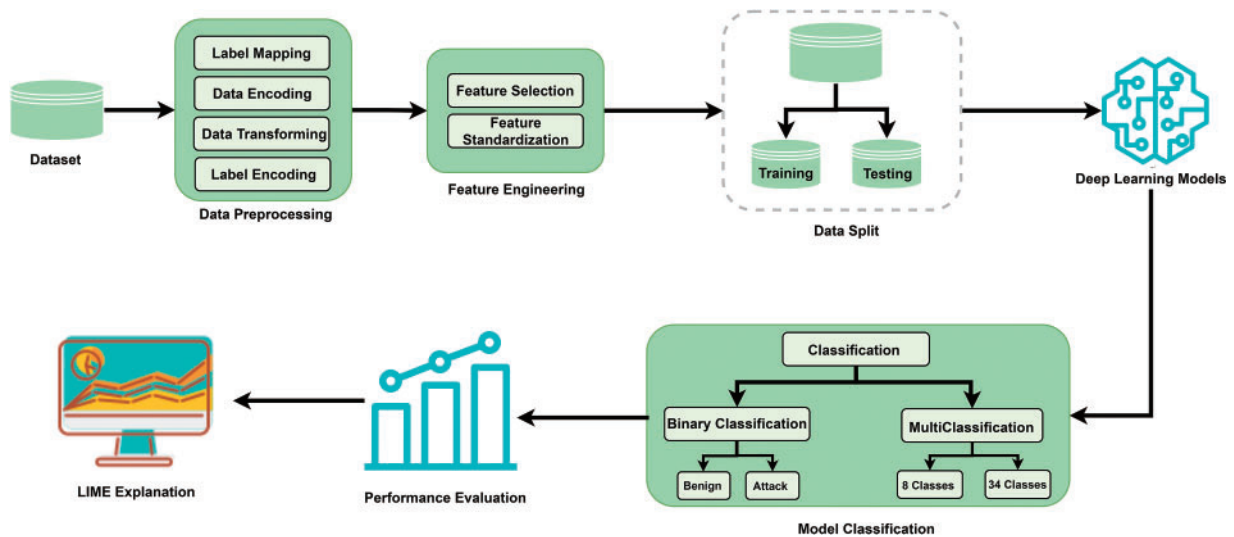 Dataset
Label Mapping
Data Encoding
Data Transforming
Label Encoding
Data Preprocessing
Feature Selection
Feature
Standardization
Feature Engineering
Training
Testing
Data Split
Deep Learning Models
Classification
Binary Classification
MultiClassification
Benign
Attack
8 Classes
34 Classes
Model Classification
Performance Evaluation
LIME Explanation